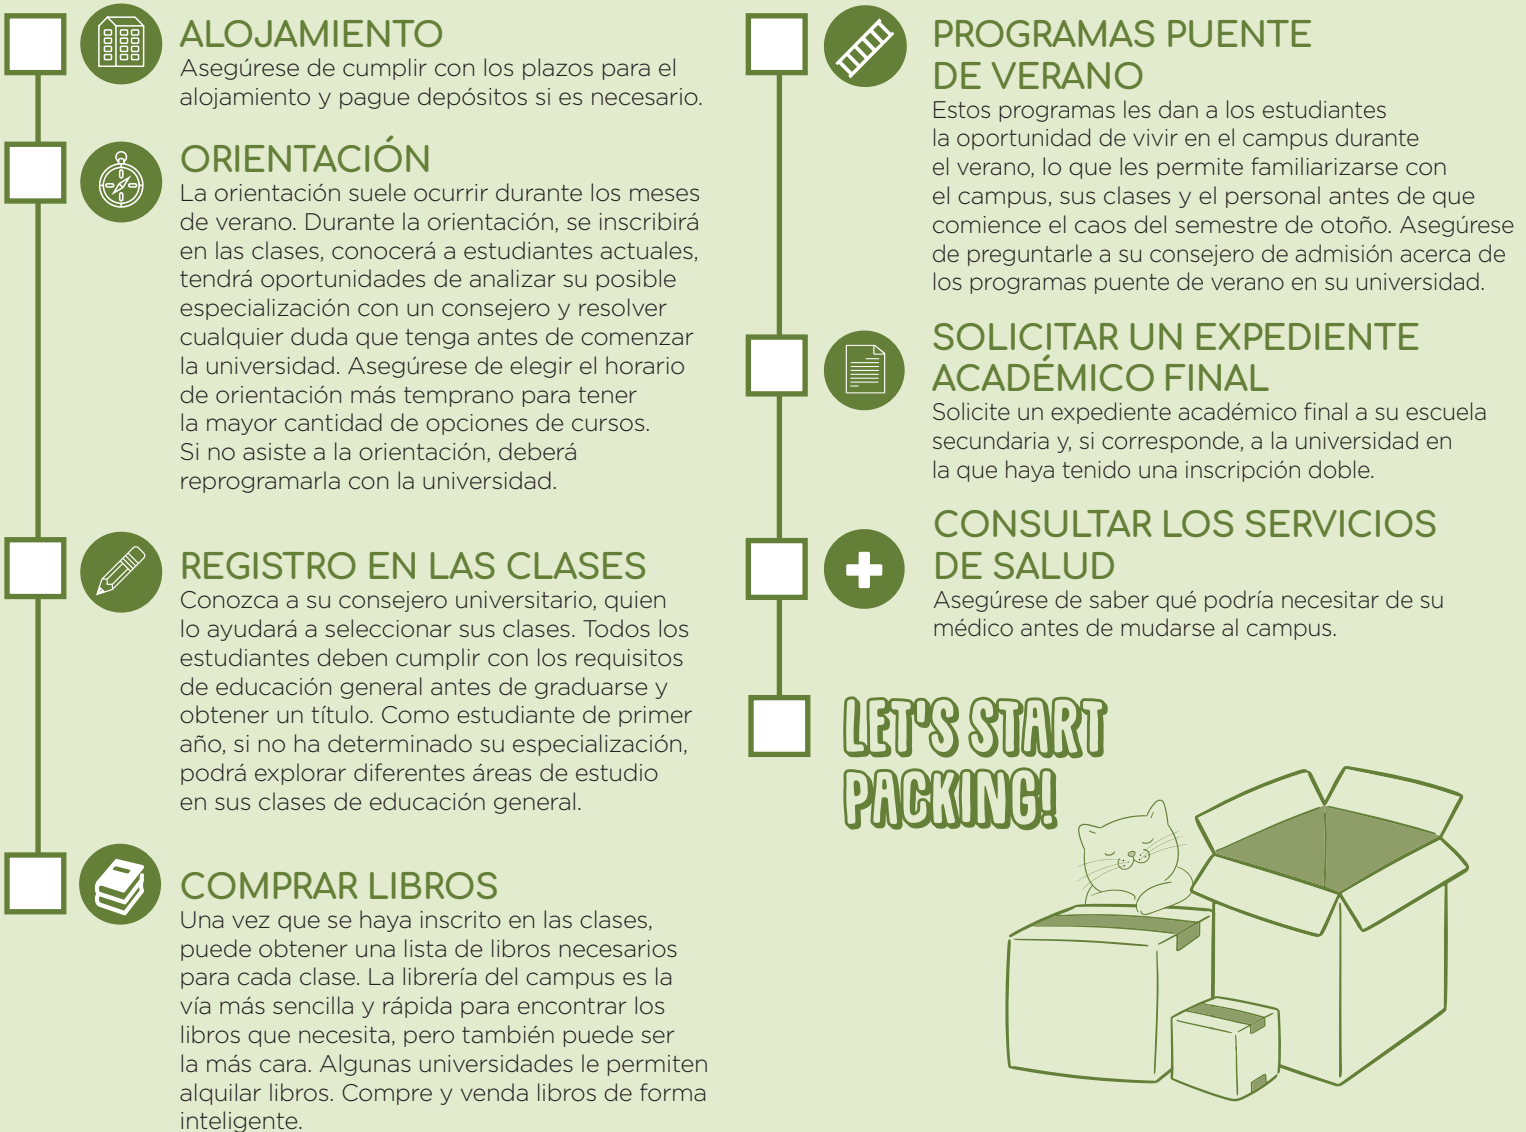 ALOJAMIENTO
Asegúrese de cumplir con los plazos para el
alojamiento y pague depósitos si es necesario.
ORIENTACIÓN
La orientación suele ocurrir durante los meses
de verano. Durante la orientación, se inscribirá
en las clases, conocerá a estudiantes actuales,
tendrá oportunidades de analizar su posible
especialización con un consejero y resolver
cualquier duda que tenga antes de comenzar
la universidad. Asegúrese de elegir el horario
de orientación más temprano para tener
la mayor cantidad de opciones de cursos.
Si no asiste a la orientación, deberá
reprogramarla con la universidad.
REGISTRO EN LAS CLASES
Conozca a su consejero universitario, quien
lo ayudará a seleccionar sus clases. Todos los
estudiantes deben cumplir con los requisitos
de educación general antes de graduarse y
obtener un título. Como estudiante de primer
año, si no ha determinado su especialización,
podrá explorar diferentes áreas de estudio
en sus clases de educación general.
COMPRAR LIBROS
Una vez que se haya inscrito en las clases,
puede obtener una lista de libros necesarios
para cada clase. La librería del campus es la
vía más sencilla y rápida para encontrar los
libros que necesita, pero también puede ser
la más cara. Algunas universidades le permiten
alquilar libros. Compre y venda libros de forma
inteligente.
PROGRAMAS PUENTE
DE VERANO
Estos programas les dan a los estudiantes
la oportunidad de vivir en el campus durante
el verano, lo que les permite familiarizarse con
el campus, sus clases y el personal antes de que
comience el caos del semestre de otoño. Asegúrese
de preguntarle a su consejero de admisión acerca de
los programas puente de verano en su universidad.
SOLICITAR UN EXPEDIENTE
ACADÉMICO FINAL
Solicite un expediente académico final a su escuela
secundaria y, si corresponde, a la universidad en
la que haya tenido una inscripción doble.
CONSULTAR LOS SERVICIOS
DE SALUD
Asegúrese de saber qué podría necesitar de su
médico antes de mudarse al campus.
LET'S START
PACKING!